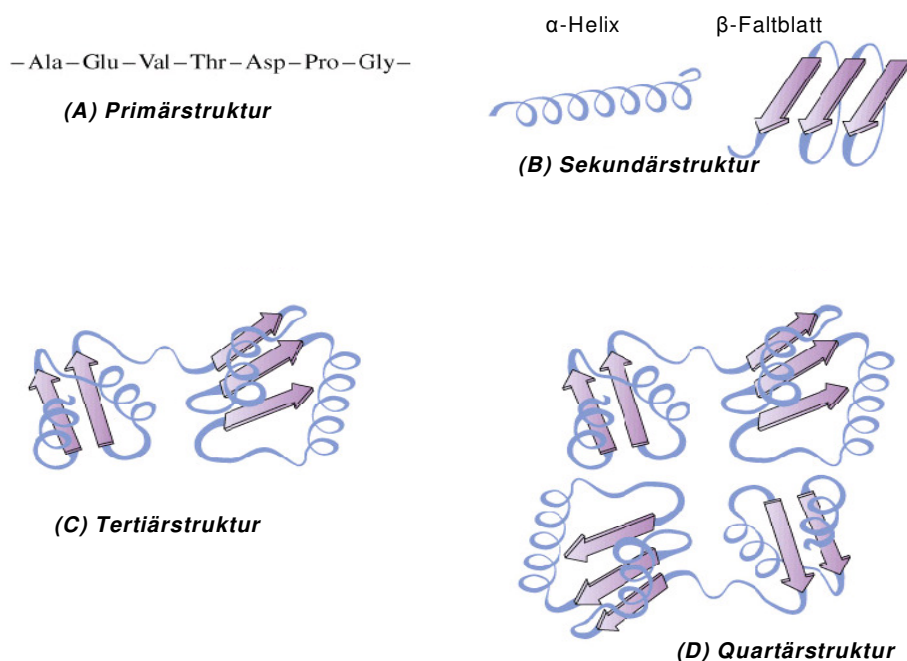 α-Helix
β-Faltblatt
–Ala–Glu–Val–Thr–Asp–Pro–Gly–
(A) Primärstruktur
(B) Sekundärstruktur
(C) Tertiärstruktur
(D) Quartärstruktur